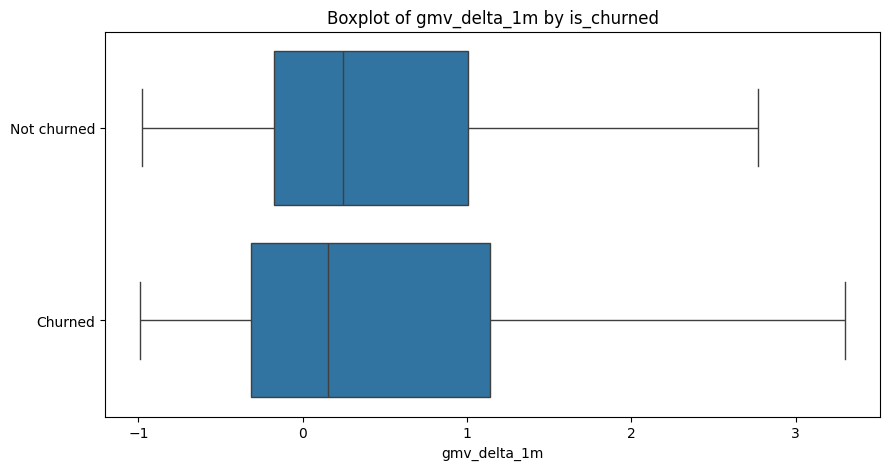 Boxplot of gmv_delta_1m by is_churned
Not churned
Churned
−1 0 1 2 3
gmv_delta_1m